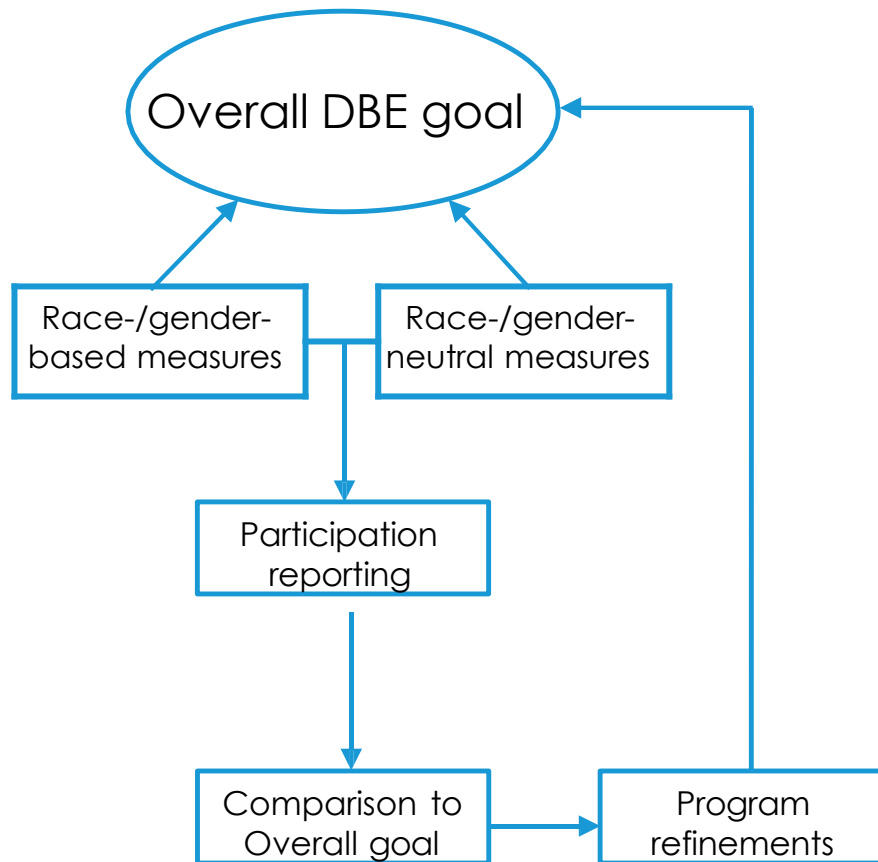 Overall DBE goal
Race-/gender-
based measures
Race-/gender-
neutral measures
Participation
reporting
Comparison to
Overall goal
Program
refinements